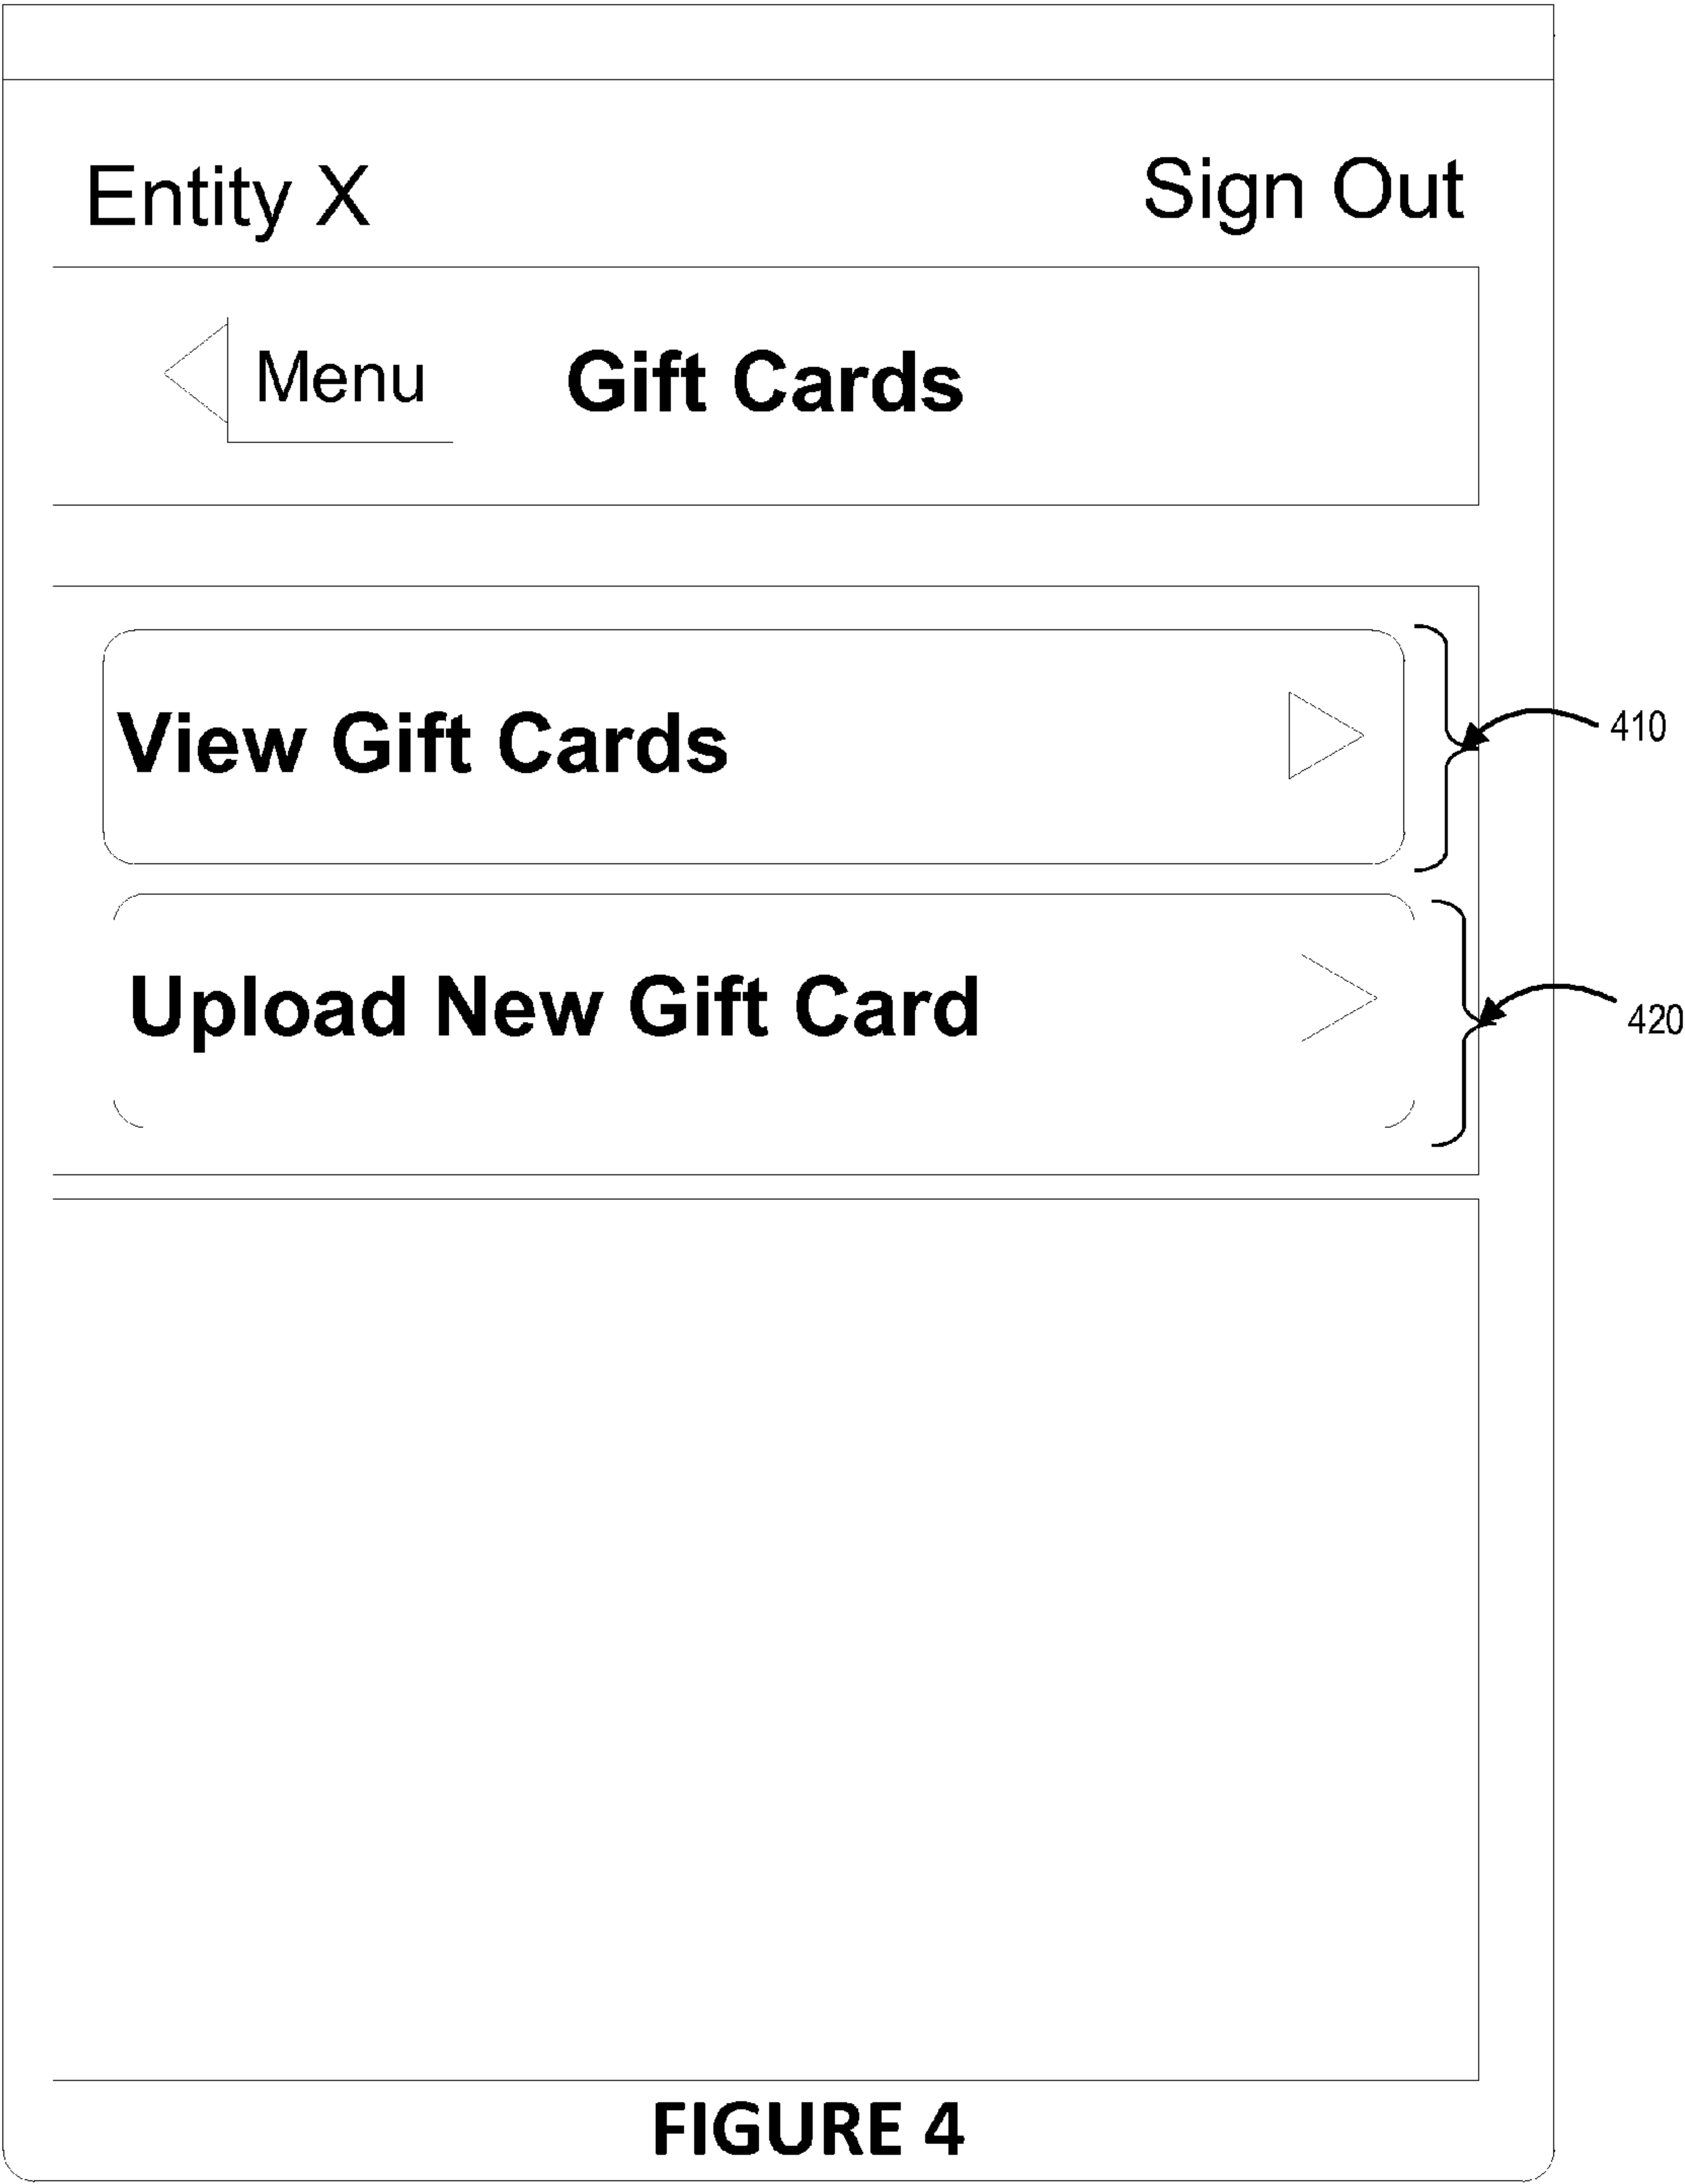 Entity X Sign Out
Menu Gift Cards
View Gift Cards
410
Upload New Gift Card
420
FIGURE 4